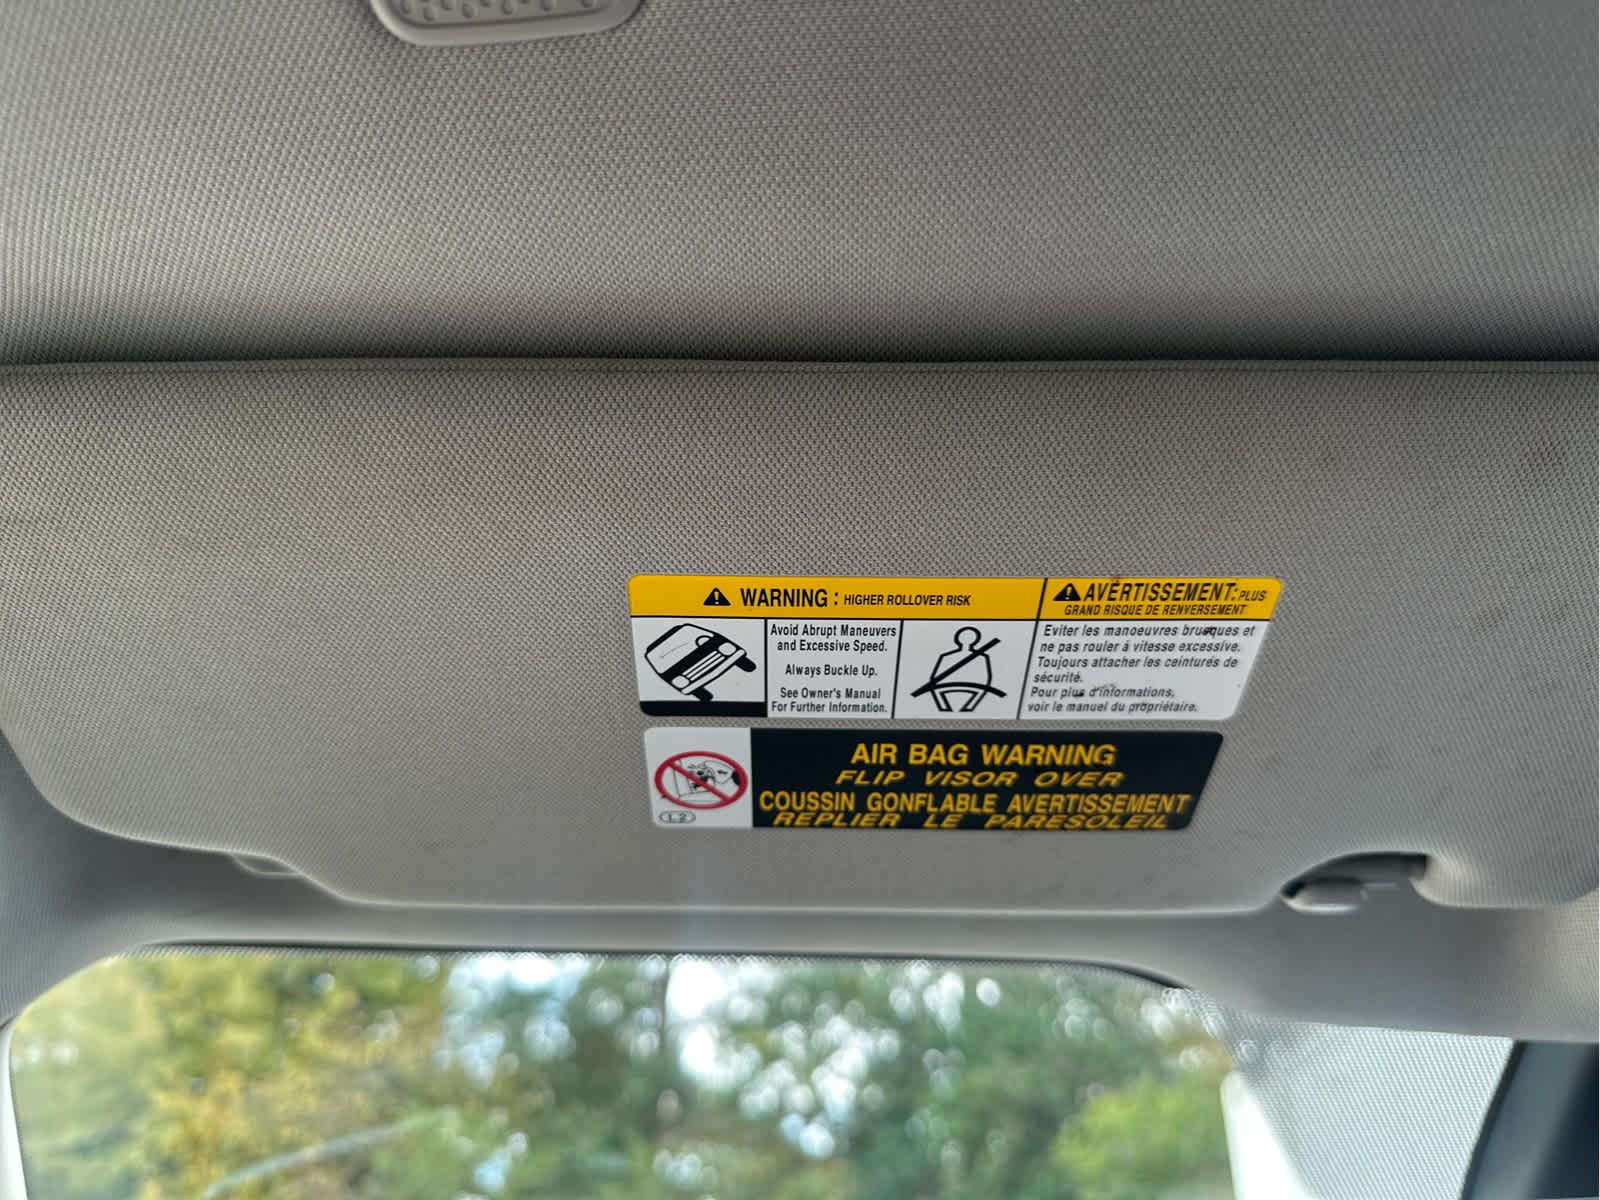 WARNING : HIGHER ROLLOVER RISK
Avoid Abrupt Maneuvers
and Excessive Speed.
Always Buckle Up.
See Owner's Manual
For Further Information.
AVERTISSEMENT: PLUS
GRAND RISQUE DE RENVERSEMENT
Eviter les manoeuvres brusques et
ne pas rouler à vitesse excessive.
Toujours attacher les ceintures de
sécurité.
Pour plus d'informations,
voir le manuel du propriétaire.
L2
AIR BAG WARNING
FLIP VISOR OVER
COUSSIN GONFLABLE AVERTISSEMENT
REPLIER LE PARESOLEIL